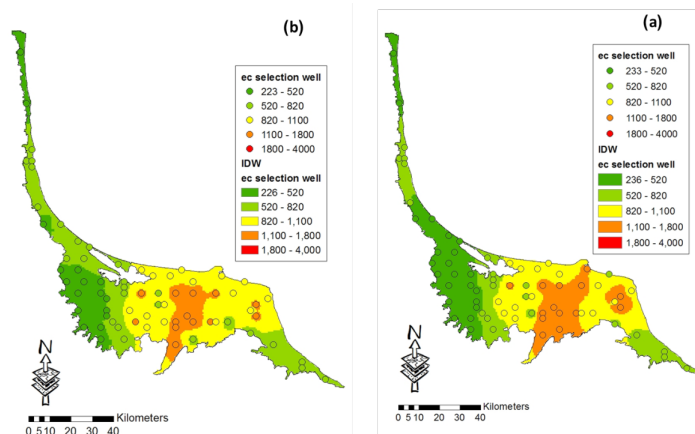 (b)
ec selection well
223 - 520
520 - 820
820 - 1100
1100 - 1800
1800 - 4000
IDW
ec selection well
226 - 520
520 - 820
820 - 1,100
1,100 - 1,800
1,800 - 4,000
N
Kilometers
0 5 10 20 30 40
(a)
ec selection well
233 - 520
520 - 820
820 - 1100
1100 - 1800
1800 - 4000
IDW
ec selection well
236 - 520
520 - 820
820 - 1,100
1,100 - 1,800
1,800 - 4,000
N
Kilometers
0 5 10 20 30 40